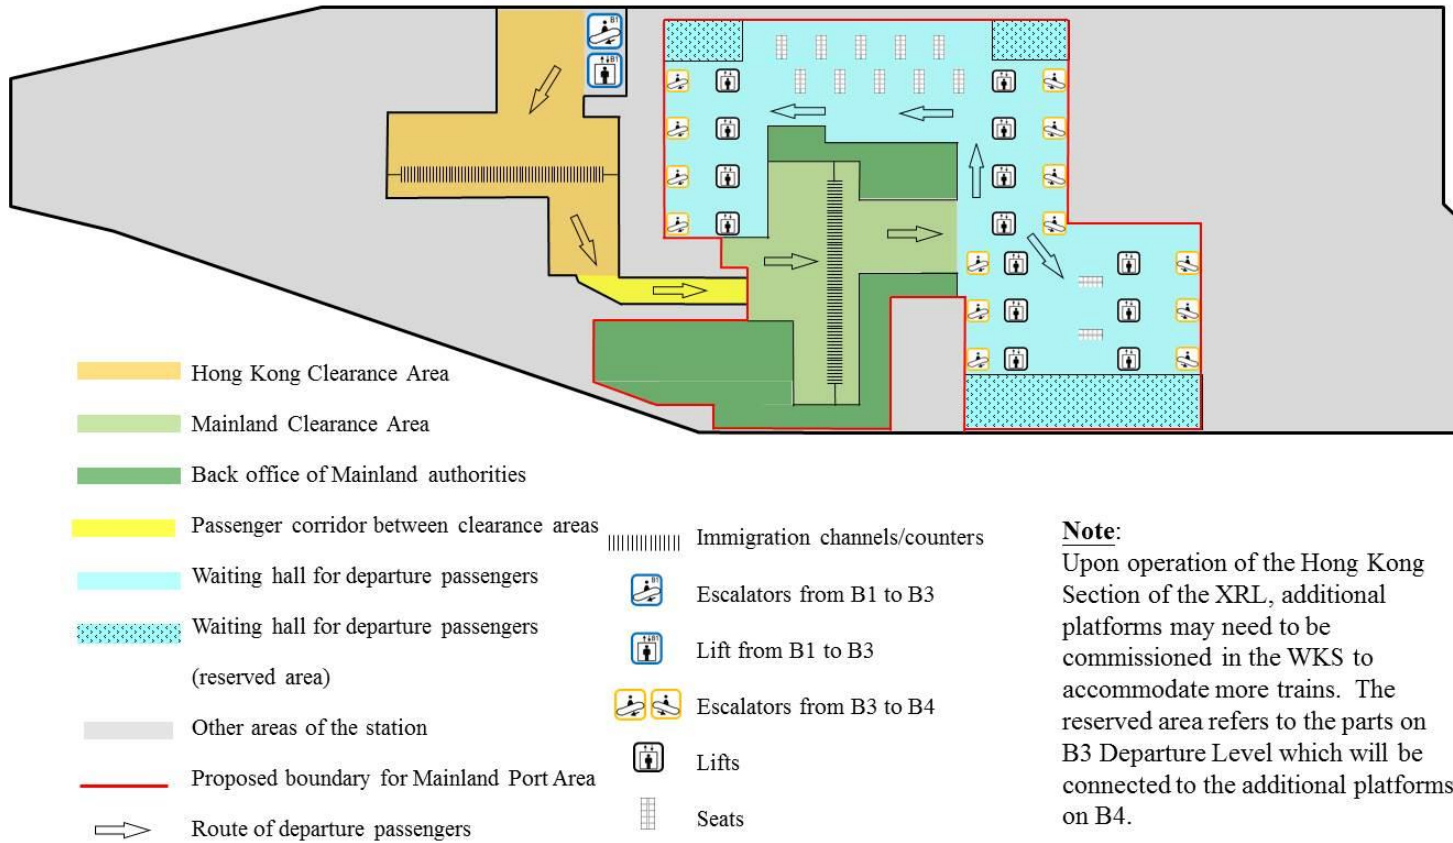 Hong Kong Clearance Area
Mainland Clearance Area
Back office of Mainland authorities
Passenger corridor between clearance areas
Waiting hall for departure passengers
Waiting hall for departure passengers
(reserved area)
Other areas of the station
Proposed boundary for Mainland Port Area
Route of departure passengers
Immigration channels/counters
B1
Escalators from B1 to B3
B1
Lift from B1 to B3
Escalators from B3 to B4
Lifts
Seats
Note:
Upon operation of the Hong Kong
Section of the XRL, additional
platforms may need to be
commissioned in the WKS to
accommodate more trains. The
reserved area refers to the parts on
B3 Departure Level which will be
connected to the additional platforms
on B4.
B1
B1